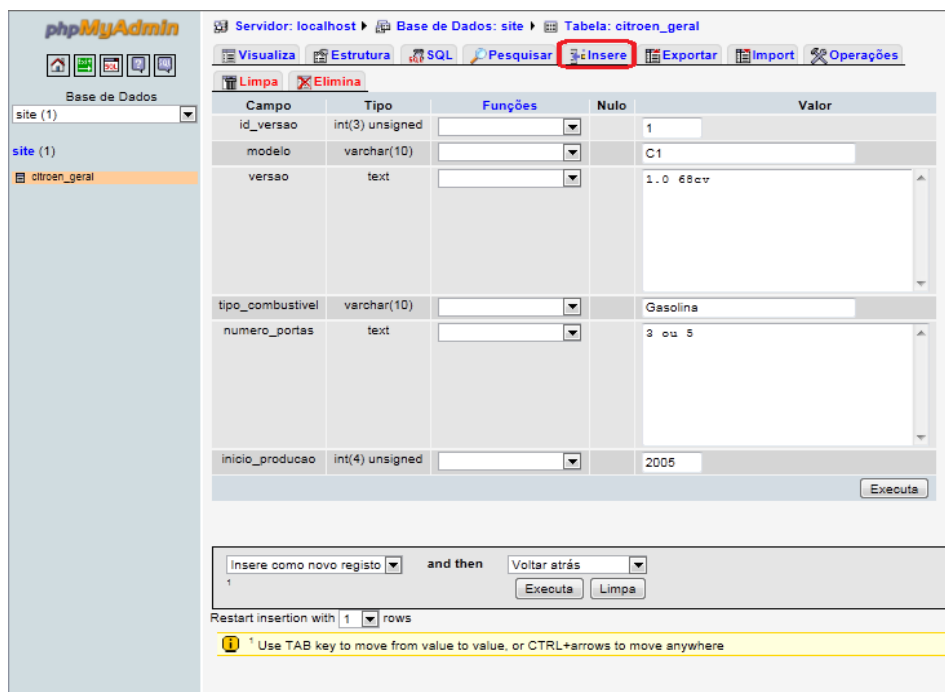 phpMyAdmin
Base de Dados
site (1)
site (1)
citroen_geral
Servidor: localhost Base de Dados: site Tabela: citroen_geral
Visualiza Estrutura SQL Pesquisar Insere Exportar Import Operações
Limpa Elimina
Campo Tipo Funções Nulo Valor
id_versao int(3) unsigned 1
modelo varchar(10) C1
versao text 1.0 68cv
tipo_combustivel varchar(10) Gasolina
numero_portas text 3 ou 5
inicio_producao int(4) unsigned 2005
Executa
Insere como novo registo and then Voltar atrás
1
Executa Limpa
Restart insertion with 1 rows
1 Use TAB key to move from value to value, or CTRL+arrows to move anywhere